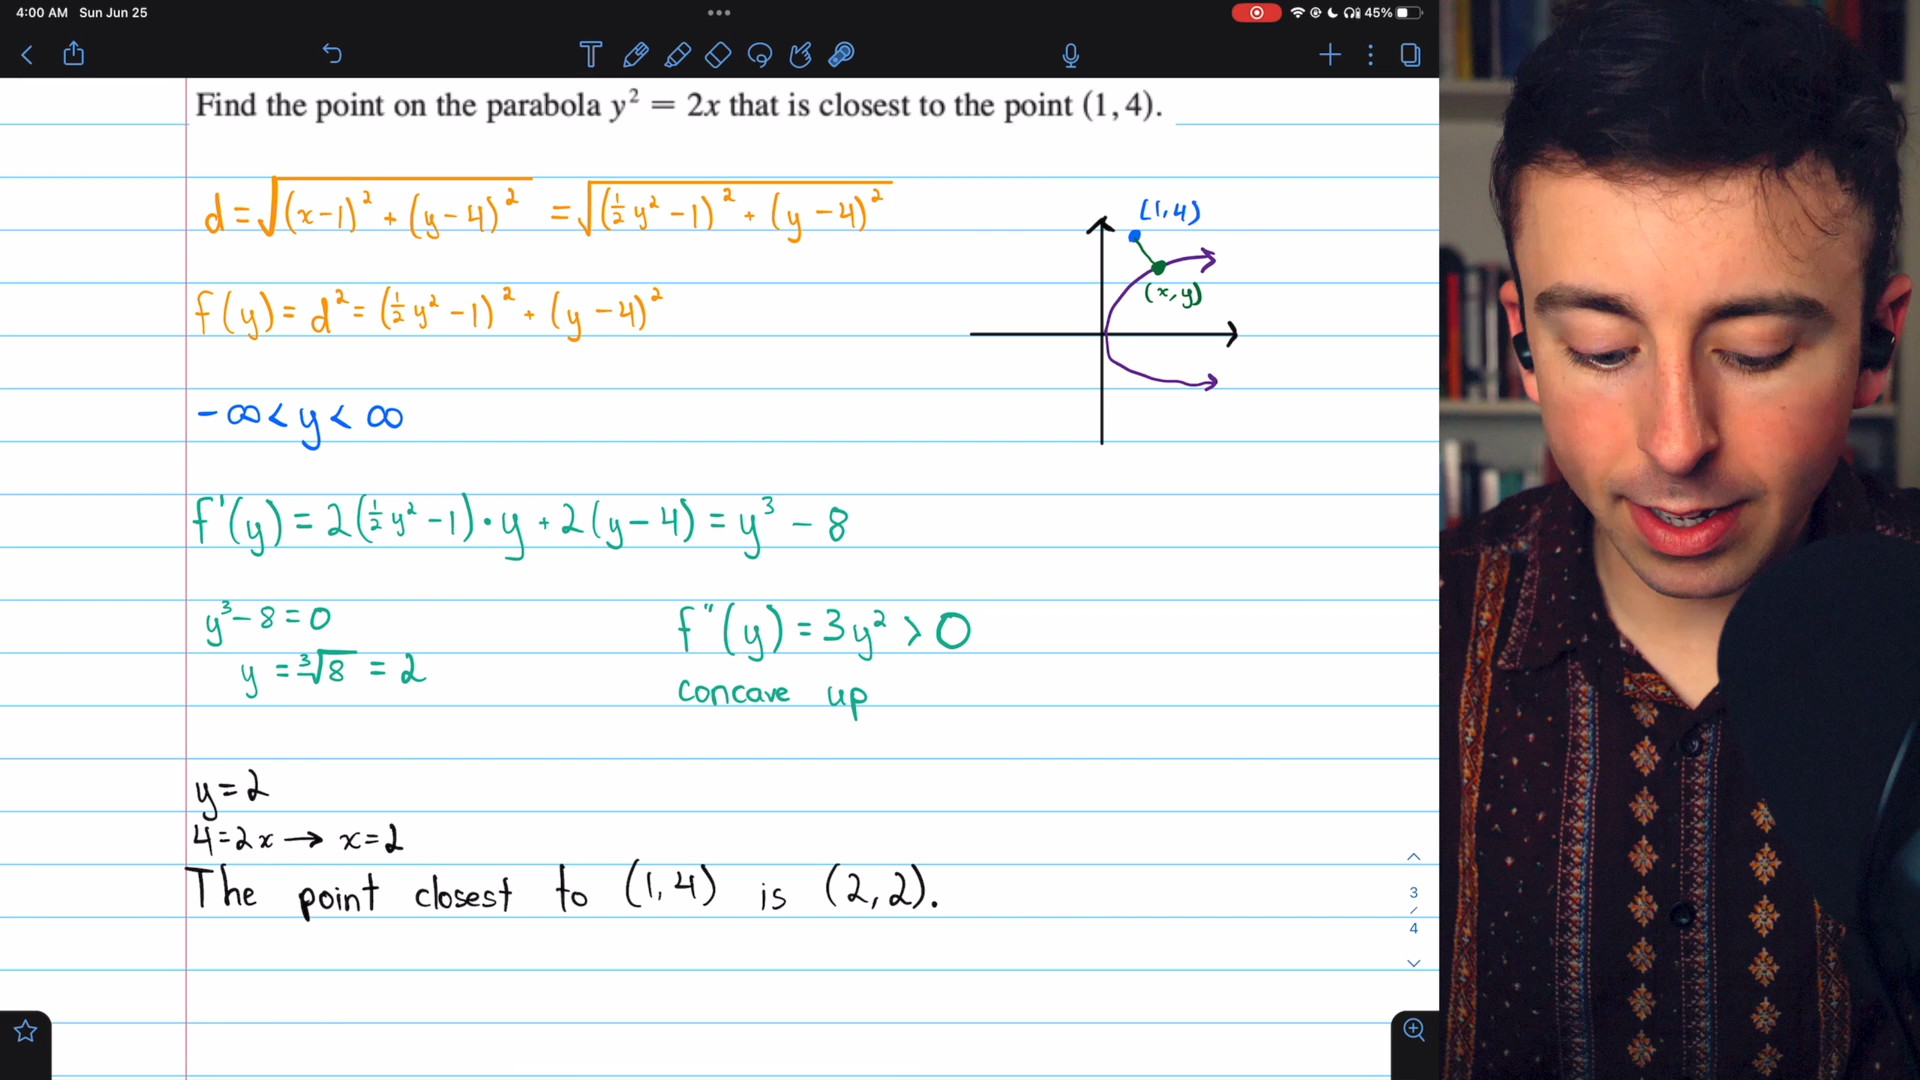 4:00 AM Sun Jun 25
45%
Find the point on the parabola y² = 2x that is closest to the point (1, 4).
d = √((x-1)² + (y-4)²) = √((½y² - 1)² + (y-4)²)
(1,4)
(x,y)
f(y) = d² = (½y² - 1)² + (y-4)²
-∞ < y < ∞
f'(y) = 2(½y² - 1)·y + 2(y-4) = y³ - 8
y³ - 8 = 0
y = ³√8 = 2
f"(y) = 3y² > 0
concave up
y = 2
4 = 2x → x = 2
The point closest to (1,4) is (2,2).
3
/
4